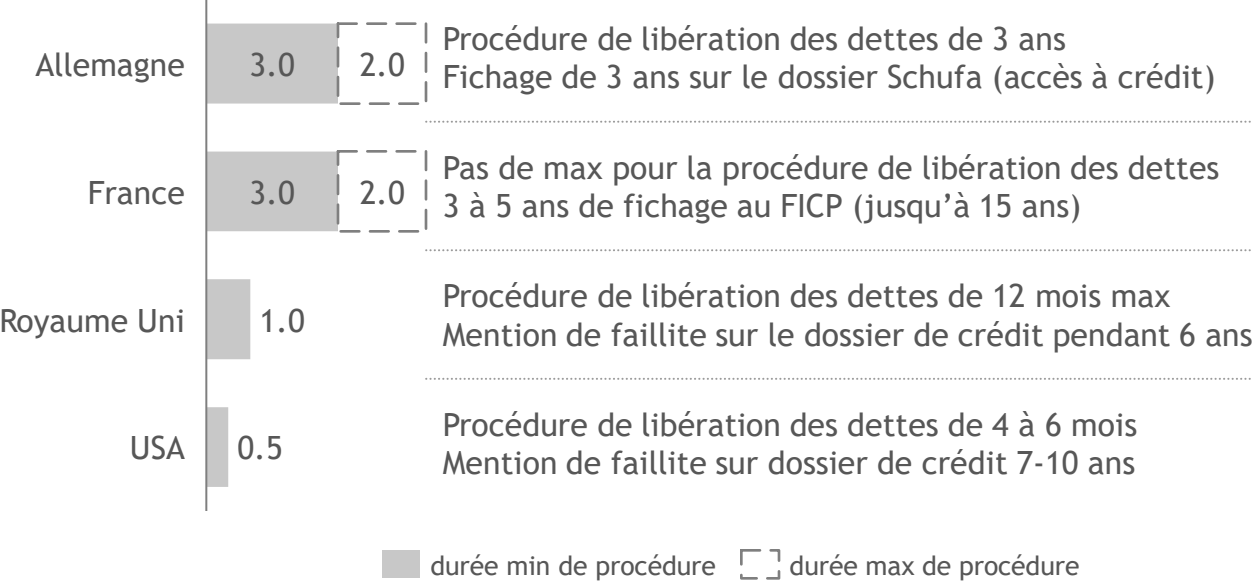 Allemagne
3.0
2.0
Procédure de libération des dettes de 3 ans
Fichage de 3 ans sur le dossier Schufa (accès à crédit)
France
3.0
2.0
Pas de max pour la procédure de libération des dettes
3 à 5 ans de fichage au FICP (jusqu’à 15 ans)
Royaume Uni
1.0
Procédure de libération des dettes de 12 mois max
Mention de faillite sur le dossier de crédit pendant 6 ans
USA
0.5
Procédure de libération des dettes de 4 à 6 mois
Mention de faillite sur dossier de crédit 7-10 ans
durée min de procédure
durée max de procédure